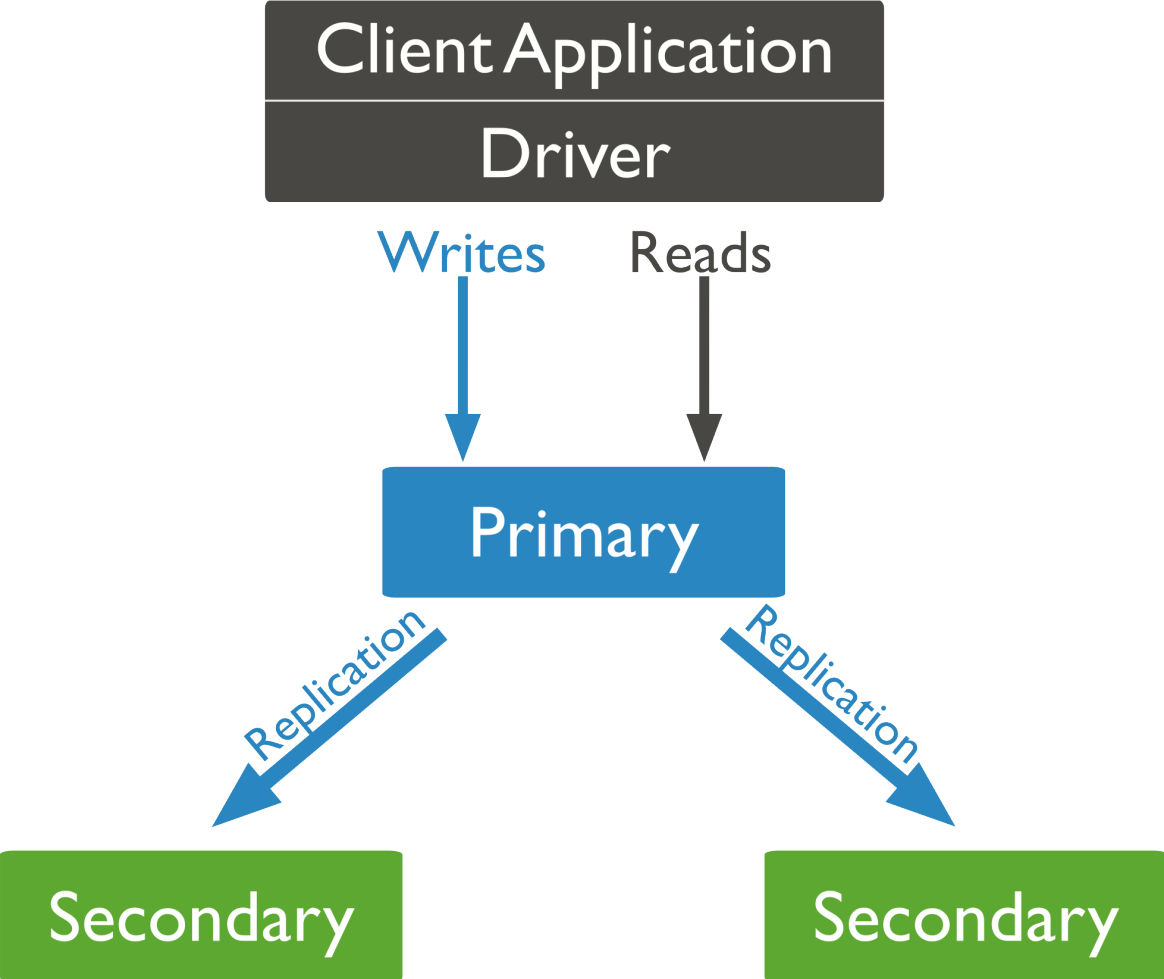 Client Application
Driver
Writes
Reads
Primary
Replication
Replication
Secondary
Secondary